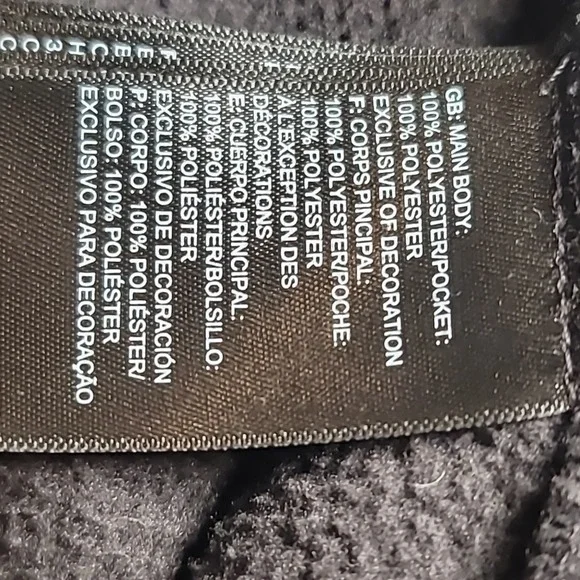 GB: MAIN BODY:
100% POLYESTER/POCKET:
100% POLYESTER
EXCLUSIVE OF DECORATION
F: CORPS PINCIPAL:
100% POLYESTER/POCHE:
100% POLYESTER
À L'EXCEPTION DES
DÉCORATIONS
E: CUERPO PRINCIPAL:
100% POLIÉSTER/BOLSILLO:
100% POLIÉSTER
EXCLUSIVO DE DECORACIÓN
P: CORPO: 100% POLIÉSTER/
BOLSO: 100% POLIÉSTER
EXCLUSIVO PARA DECORAÇÃO